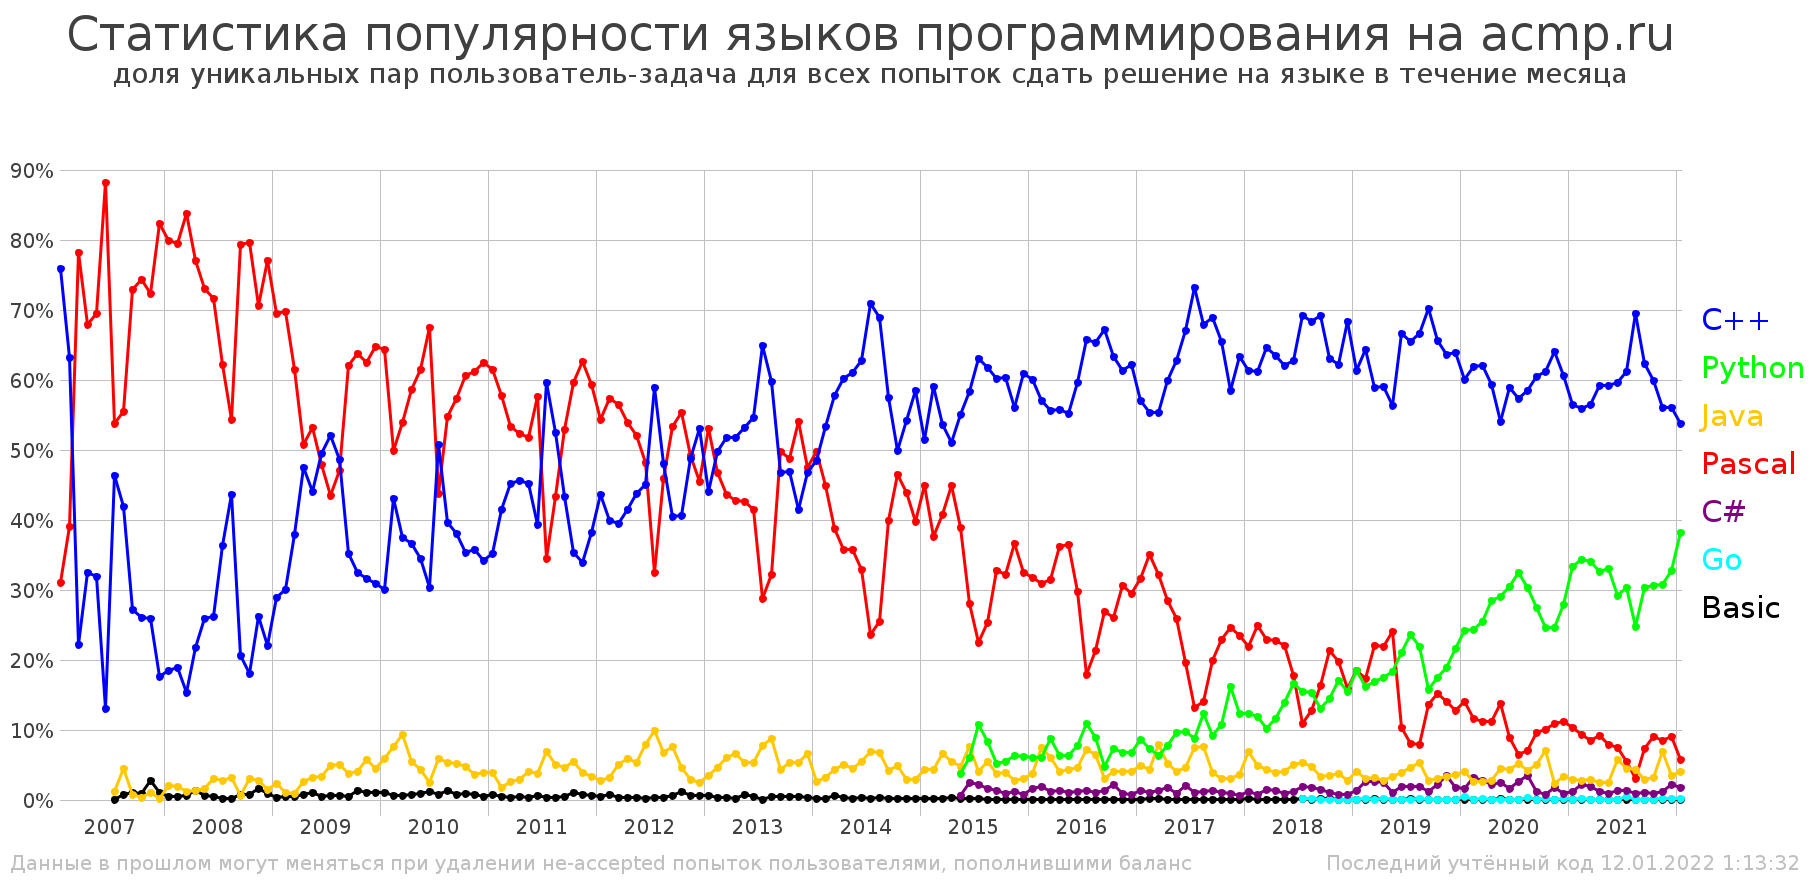 Статистика популярности языков программирования на acmp.ru
доля уникальных пар пользователь-задача для всех попыток сдать решение на языке в течение месяца
90%
80%
70%
60%
50%
40%
30%
20%
10%
0%
C++
Python
Java
Pascal
C#
Go
Basic
2007 2008 2009 2010 2011 2012 2013 2014 2015 2016 2017 2018 2019 2020 2021
Данные в прошлом могут меняться при удалении не-accepted попыток пользователями, пополнившими баланс
Последний учтённый код 12.01.2022 1:13:32